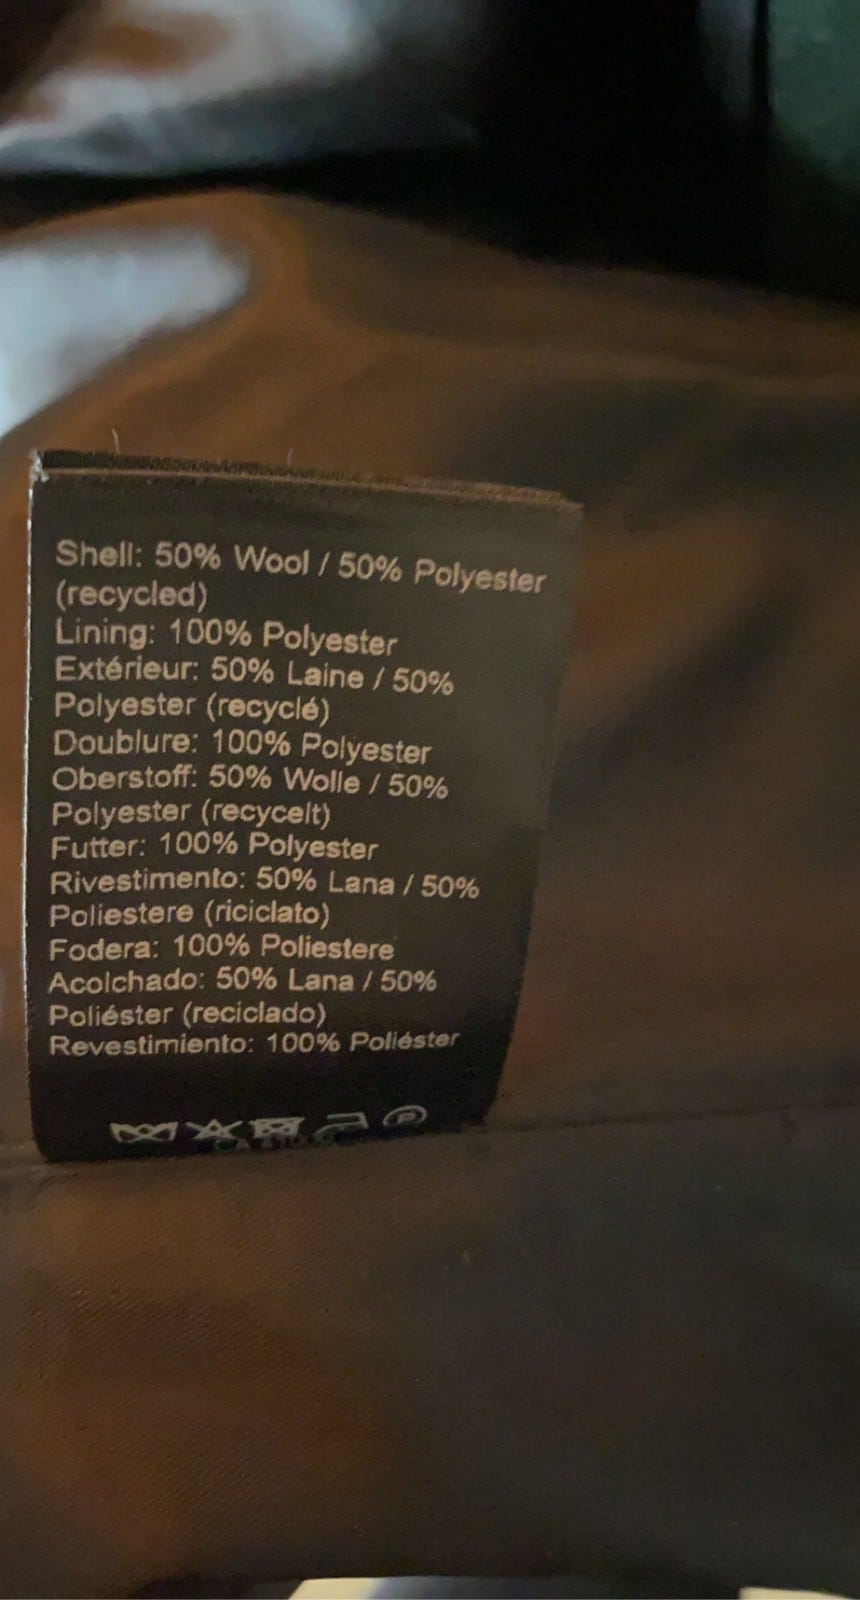 Shell: 50% Wool / 50% Polyester
(recycled)
Lining: 100% Polyester
Extérieur: 50% Laine / 50%
Polyester (recyclé)
Doublure: 100% Polyester
Oberstoff: 50% Wolle / 50%
Polyester (recycelt)
Futter: 100% Polyester
Rivestimento: 50% Lana / 50%
Poliestere (riciclato)
Fodera: 100% Poliestere
Acolchado: 50% Lana / 50%
Poliéster (reciclado)
Revestimiento: 100% Poliéster
P